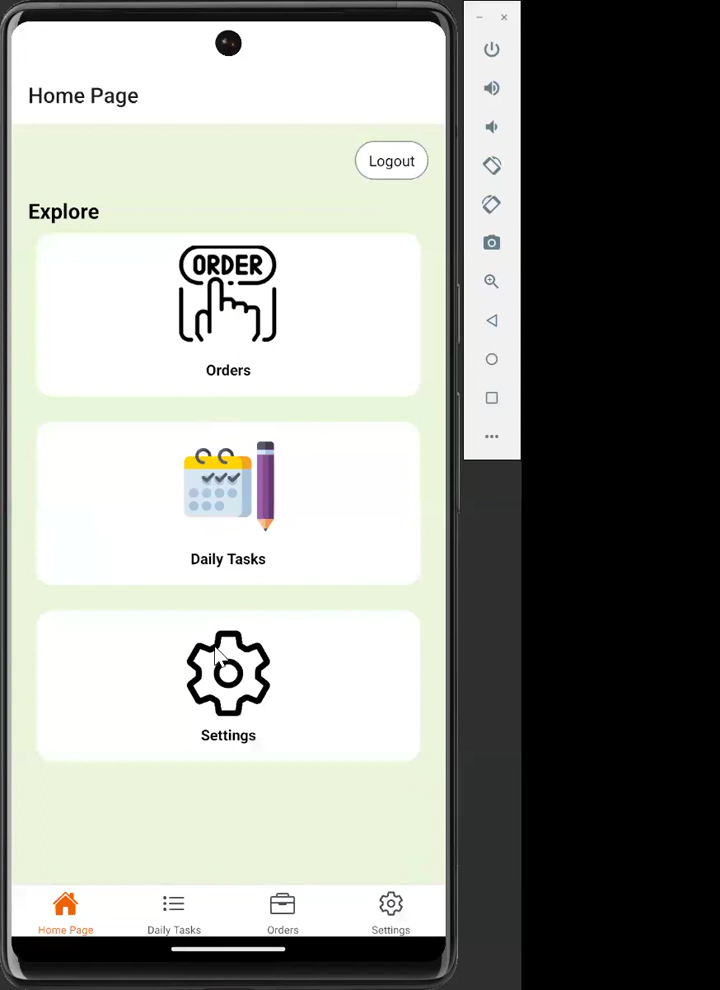 Home Page
Logout
Explore
ORDER
Orders
Daily Tasks
Settings
Home Page
Daily Tasks
Orders
Settings